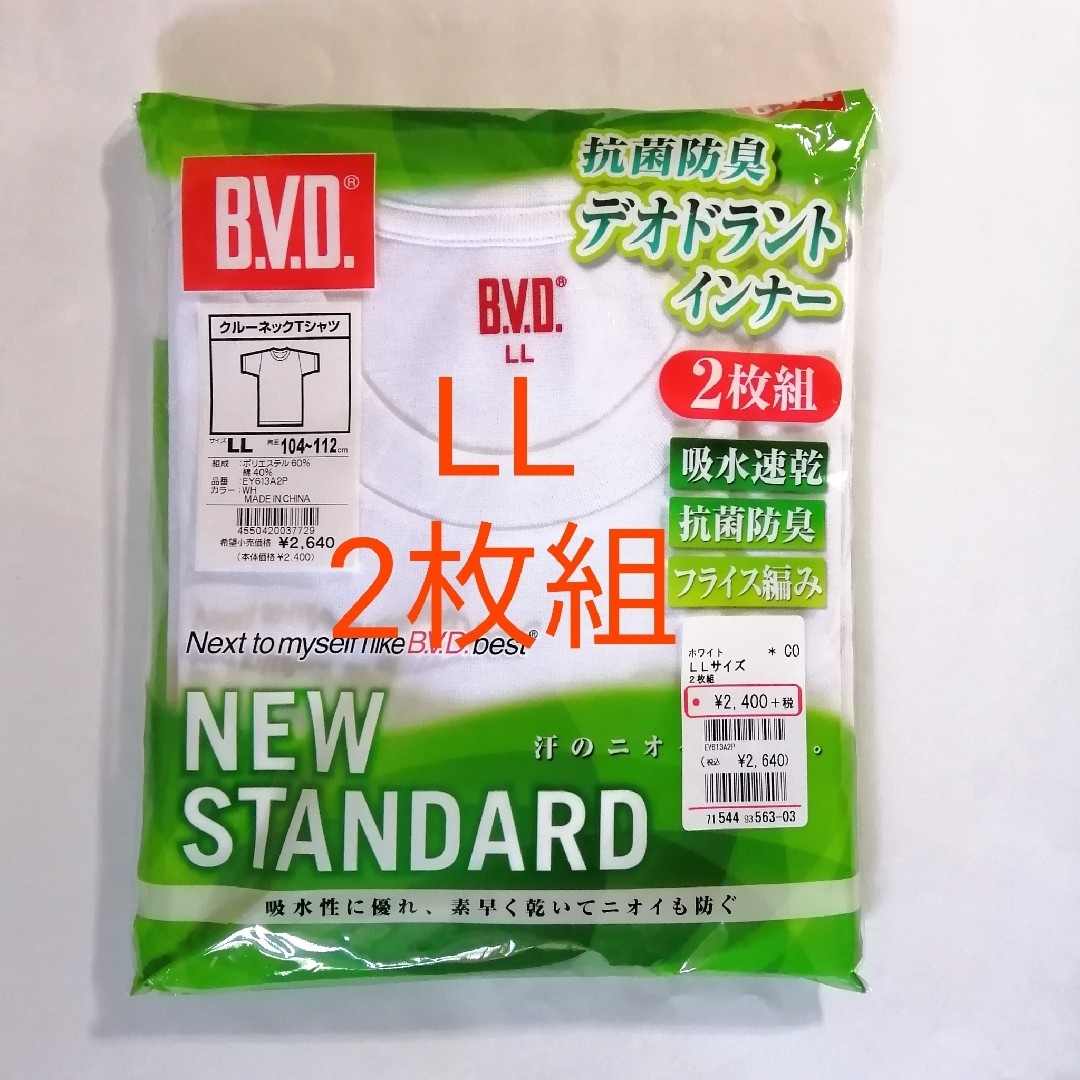 B.V.D.®
抗菌防臭
デオドラント
インナー
B.V.D.®
LL
クルーネックTシャツ
サイズ LL 胸囲 104~112cm
組成 :ポリエステル 60%
綿 40%
品番 :EY613A2P
カラー :WH
MADE IN CHINA
4550420037729
希望小売価格 ¥2,640
(本体価格 ¥2,400)
2枚組
吸水速乾
抗菌防臭
フライス編み
LL
2枚組
Next to myself I like B.V.D. best®
ホワイト * CO
LLサイズ
2枚組
¥2,400+税
EY613A2P
(税込 ¥2,640)
71 544 93 563-03
NEW
STANDARD
汗のニオ
。
吸水性に優れ、素早く乾いてニオイも防ぐ